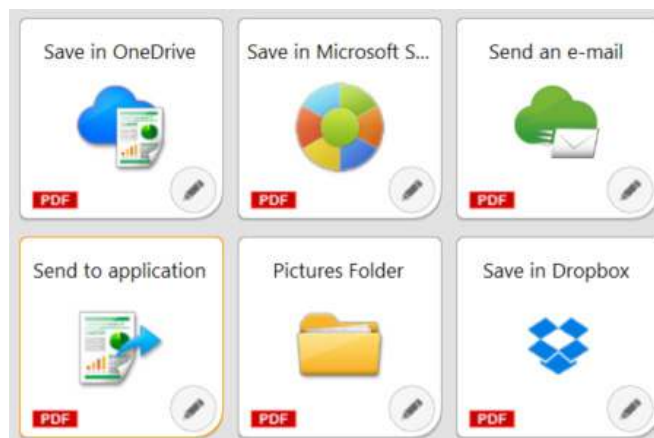 Save in OneDrive
Save in Microsoft S...
Send an e-mail
PDF
PDF
PDF
Send to application
Pictures Folder
Save in Dropbox
PDF
PDF
PDF